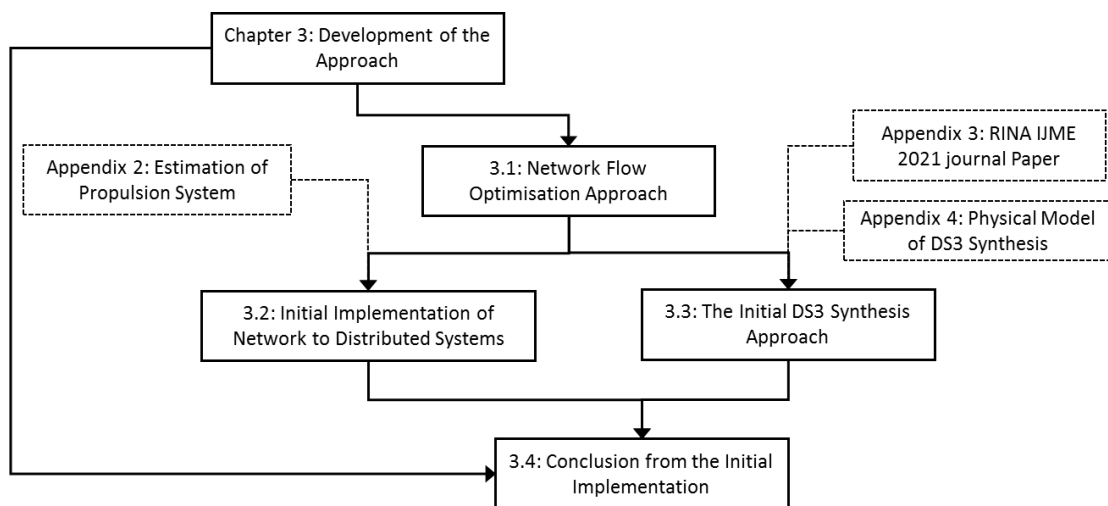 Chapter 3: Development of the
Approach
Appendix 3: RINA IJME
2021 journal Paper
Appendix 2: Estimation of
Propulsion System
3.1: Network Flow
Optimisation Approach
Appendix 4: Physical Model
of DS3 Synthesis
3.2: Initial Implementation of
Network to Distributed Systems
3.3: The Initial DS3 Synthesis
Approach
3.4: Conclusion from the Initial
Implementation